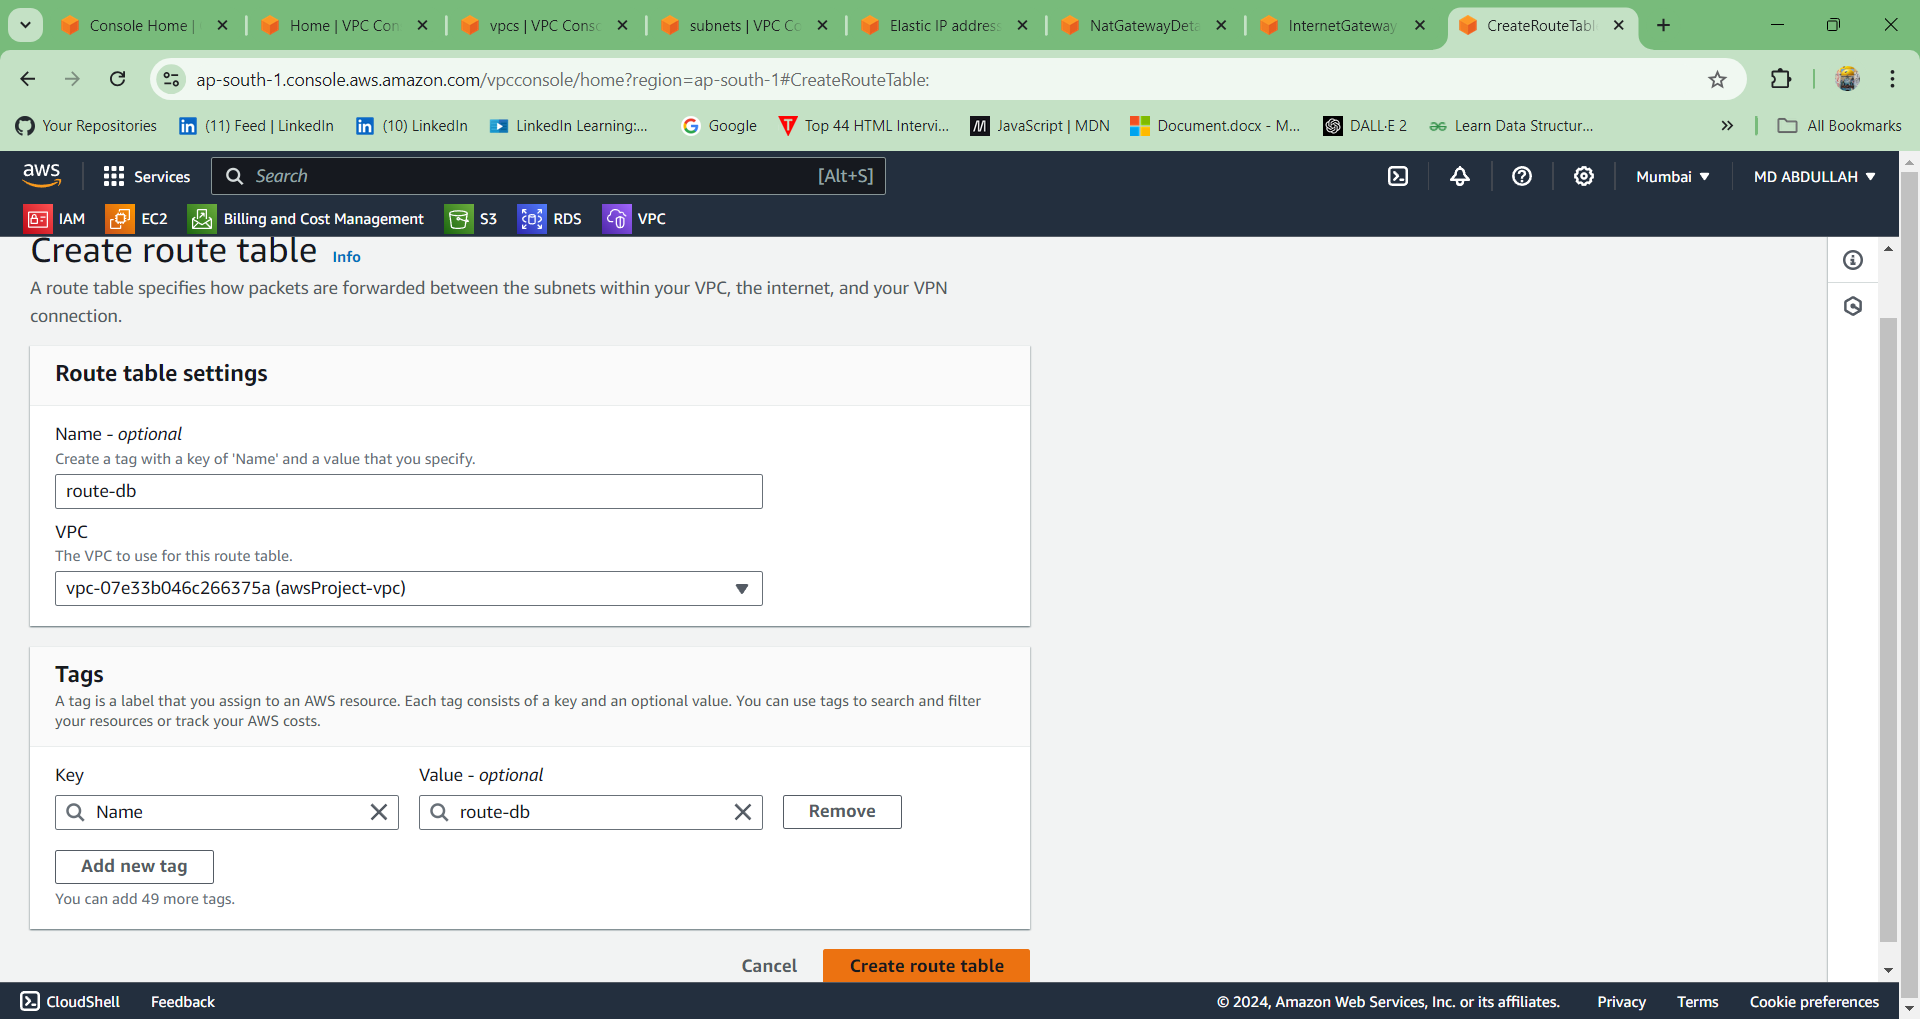 Console Home |
Home | VPC Con
vpcs | VPC Conso
subnets | VPC Co
Elastic IP address
NatGatewayDeta
InternetGateway
CreateRouteTabl
ap-south-1.console.aws.amazon.com/vpcconsole/home?region=ap-south-1#CreateRouteTable:
Your Repositories
(11) Feed | LinkedIn
(10) LinkedIn
LinkedIn Learning:...
Google
Top 44 HTML Intervi...
JavaScript | MDN
Document.docx - M...
DALL·E 2
Learn Data Structur...
All Bookmarks
aws
Services
Search
[Alt+S]
Mumbai
MD ABDULLAH
IAM
EC2
Billing and Cost Management
S3
RDS
VPC
Create route table Info
A route table specifies how packets are forwarded between the subnets within your VPC, the internet, and your VPN
connection.
Route table settings
Name - optional
Create a tag with a key of 'Name' and a value that you specify.
route-db
VPC
The VPC to use for this route table.
vpc-07e33b046c266375a (awsProject-vpc)
Tags
A tag is a label that you assign to an AWS resource. Each tag consists of a key and an optional value. You can use tags to search and filter
your resources or track your AWS costs.
Key
Value - optional
Name
route-db
Remove
Add new tag
You can add 49 more tags.
Cancel
Create route table
CloudShell
Feedback
© 2024, Amazon Web Services, Inc. or its affiliates.
Privacy
Terms
Cookie preferences